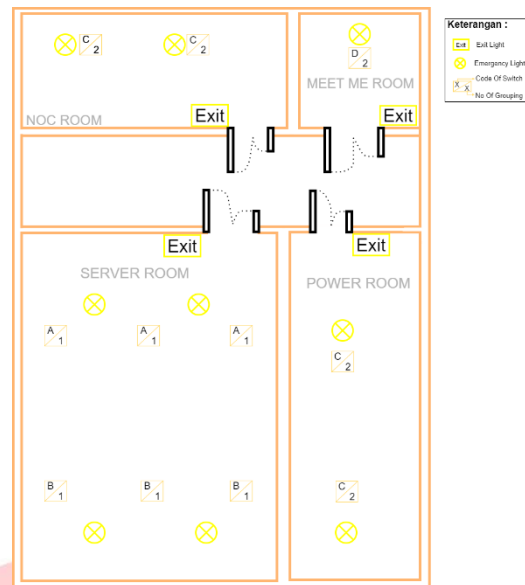 C
2
C
2
D
2
MEET ME ROOM
NOC ROOM
Exit
Exit
Keterangan :
Exit Exit Light
Emergency Light
X X Code Of Switch
No Of Grouping
Exit
Exit
SERVER ROOM
POWER ROOM
A
1
A
1
A
1
C
2
B
1
B
1
B
1
C
2